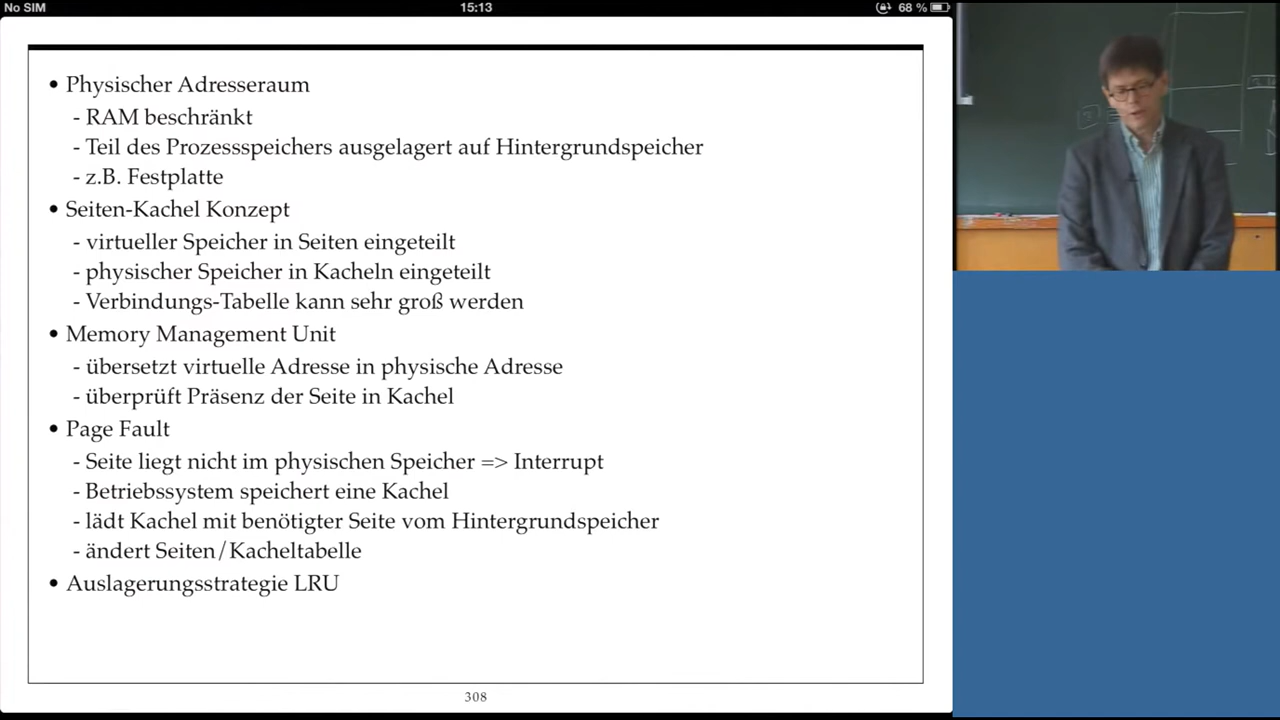 No SIM 15:13 68 %
• Physischer Adresseraum
- RAM beschränkt
- Teil des Prozessspeichers ausgelagert auf Hintergrundspeicher
- z.B. Festplatte
• Seiten-Kachel Konzept
- virtueller Speicher in Seiten eingeteilt
- physischer Speicher in Kacheln eingeteilt
- Verbindungs-Tabelle kann sehr groß werden
• Memory Management Unit
- übersetzt virtuelle Adresse in physische Adresse
- überprüft Präsenz der Seite in Kachel
• Page Fault
- Seite liegt nicht im physischen Speicher => Interrupt
- Betriebssystem speichert eine Kachel
- lädt Kachel mit benötigter Seite vom Hintergrundspeicher
- ändert Seiten/Kacheltabelle
• Auslagerungsstrategie LRU
308